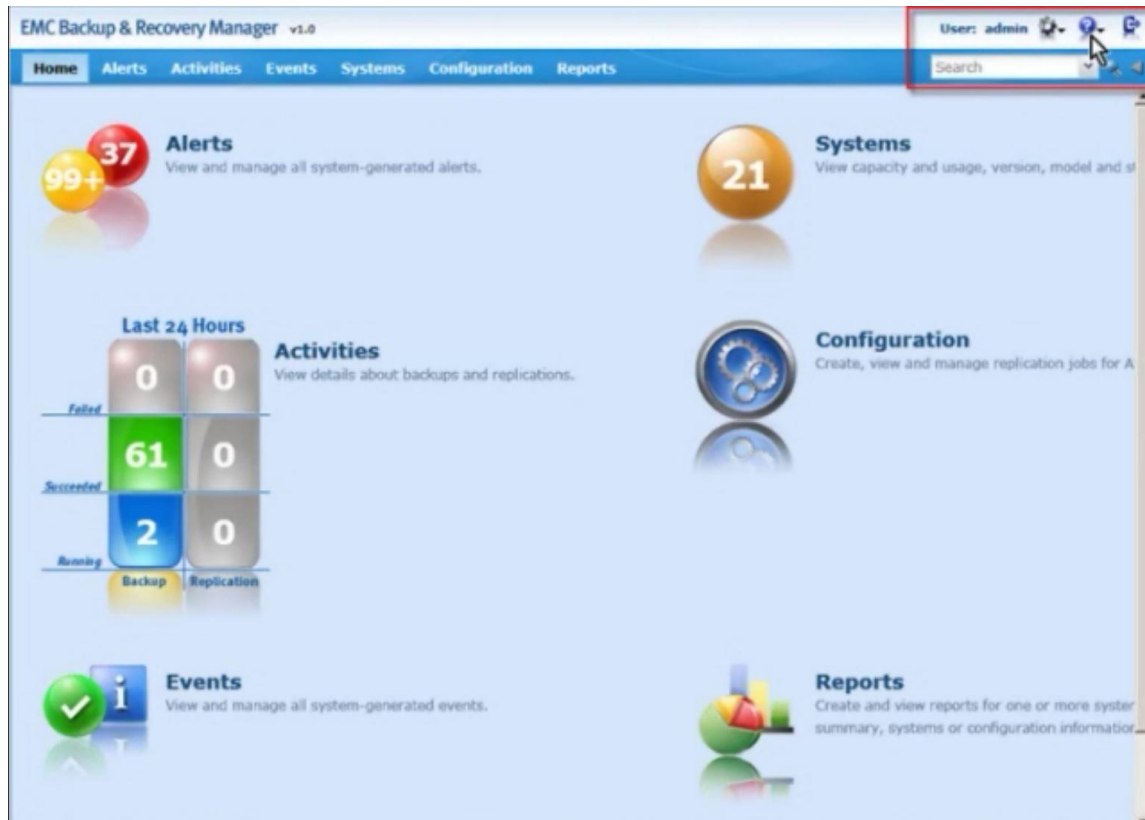 EMC Backup & Recovery Manager v1.0
User: admin
Home Alerts Activities Events Systems Configuration Reports
Search
37
99+
Alerts
View and manage all system-generated alerts.
21
Systems
View capacity and usage, version, model and st
Last 24 Hours
0 0
Failed
61 0
Succeeded
2 0
Running
Backup Replication
Activities
View details about backups and replications.
Configuration
Create, view and manage replication jobs for A
i
Events
View and manage all system-generated events.
Reports
Create and view reports for one or more system
summary, systems or configuration information